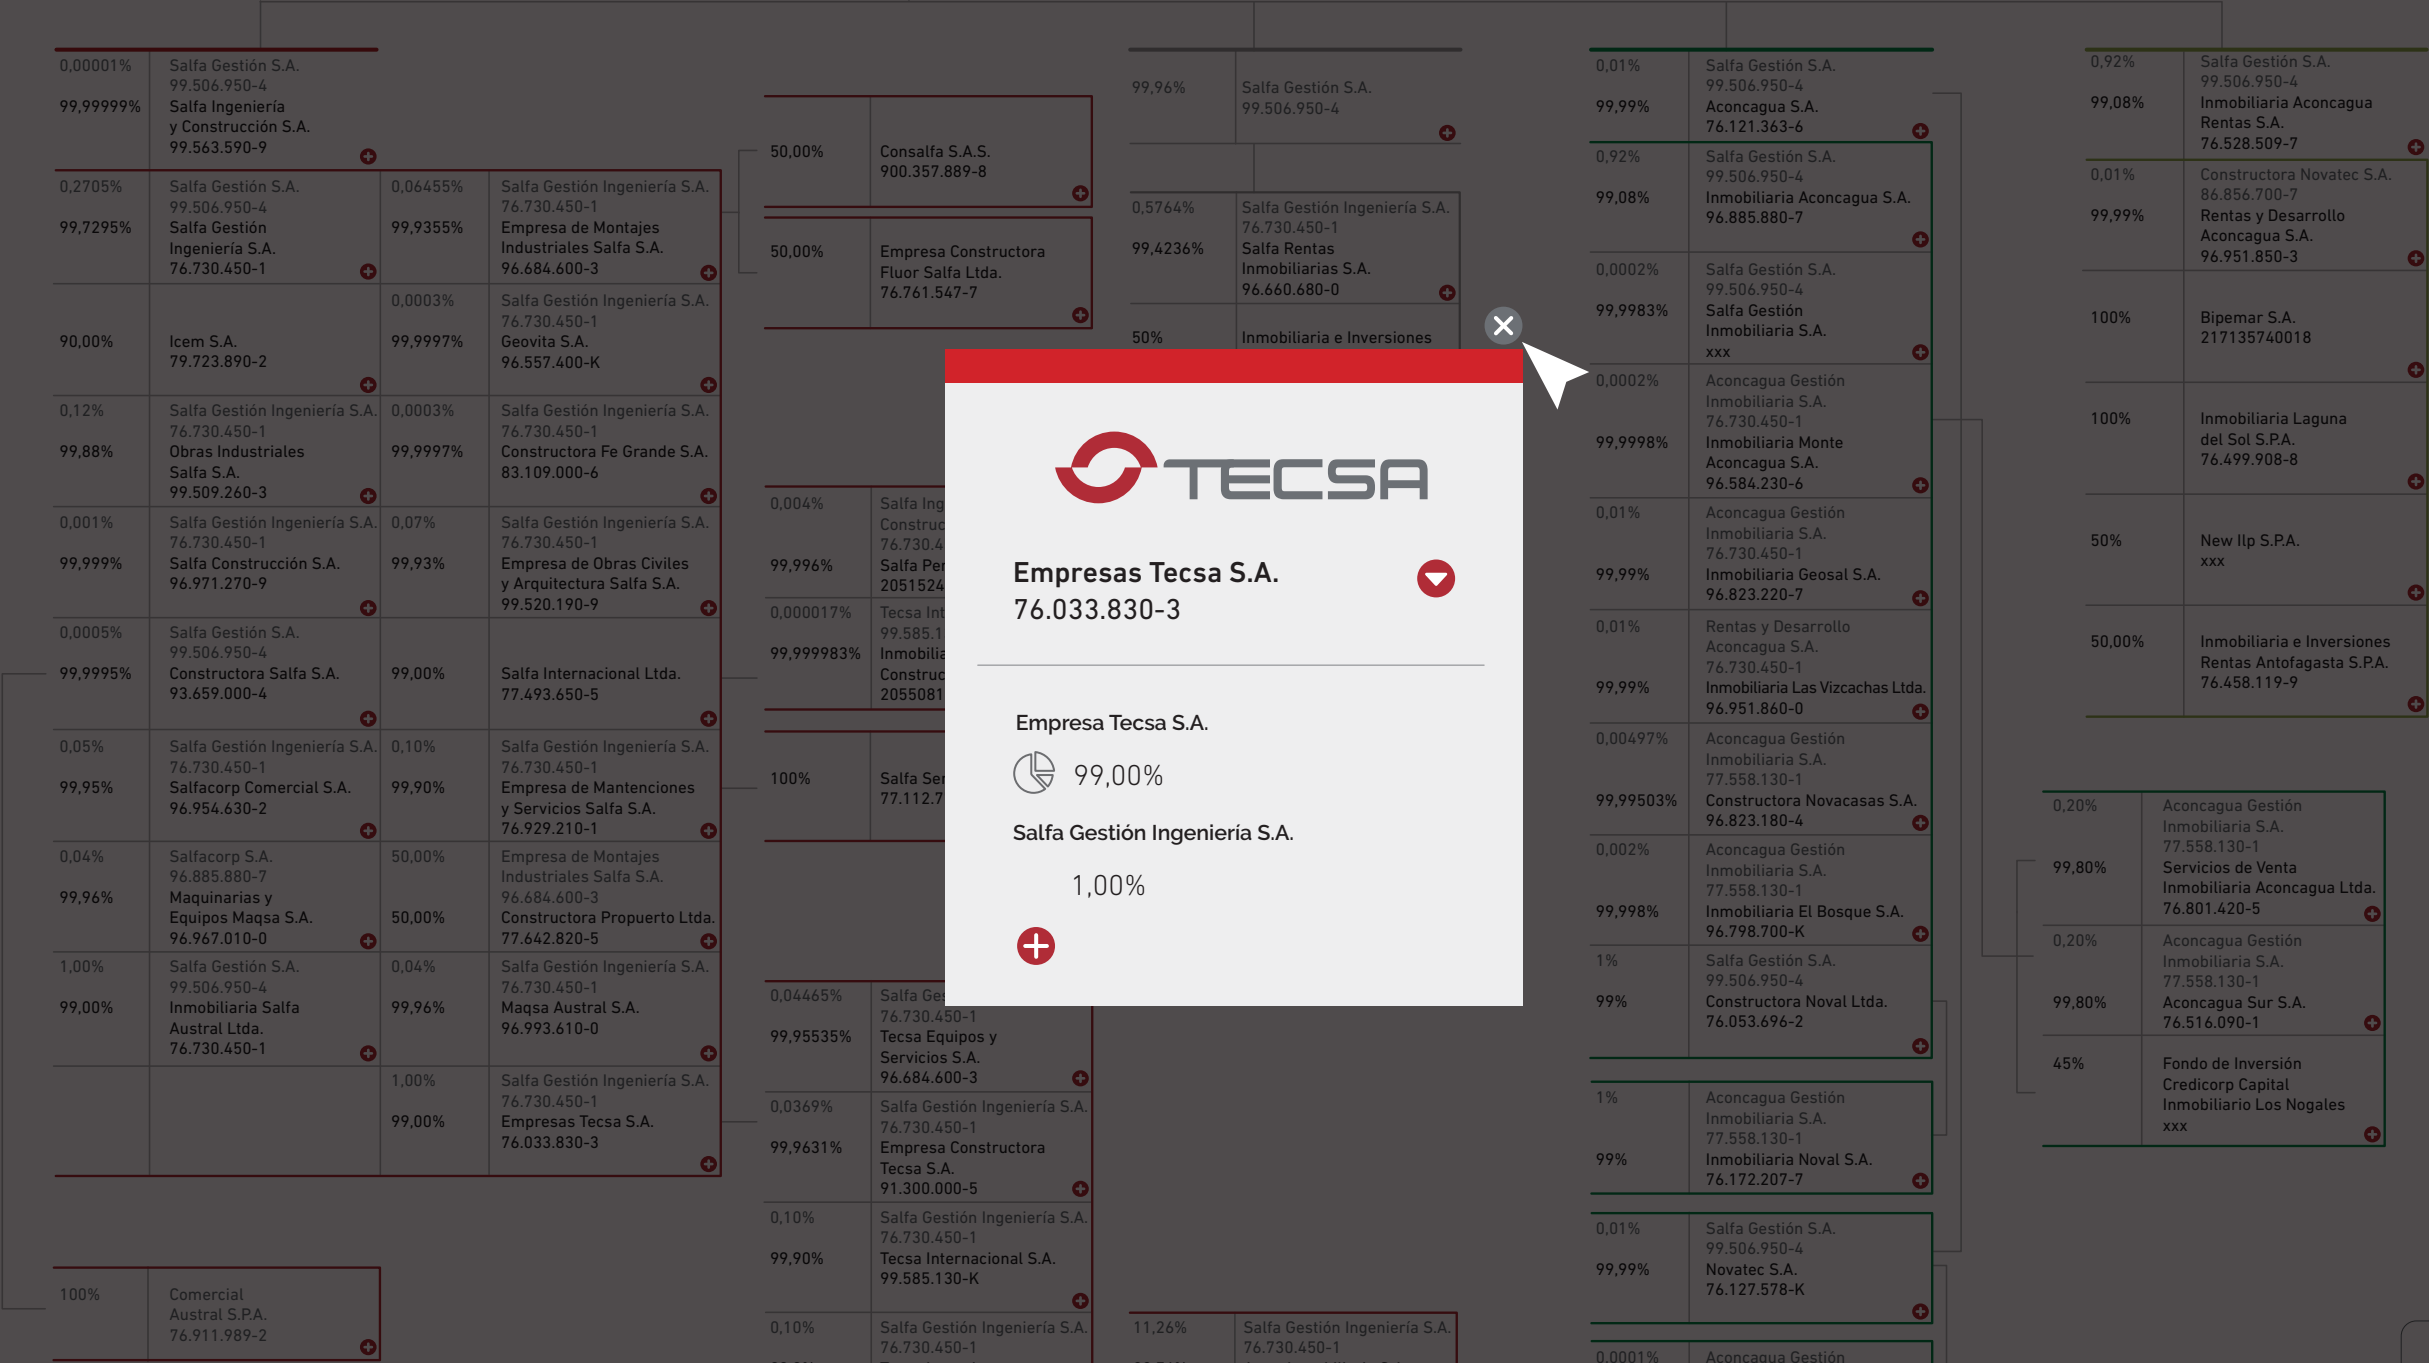 0,00001%
Salfa Gestión S.A.
99.506.950-4
99,99999%
Salfa Ingeniería
y Construcción S.A.
99.563.590-9
0,2705%
Salfa Gestión S.A.
99.506.950-4
99,7295%
Salfa Gestión
Ingeniería S.A.
76.730.450-1
90,00%
Icem S.A.
79.723.890-2
0,12%
Salfa Gestión Ingeniería S.A.
76.730.450-1
99,88%
Obras Industriales
Salfa S.A.
99.509.260-3
0,001%
Salfa Gestión Ingeniería S.A.
76.730.450-1
99,999%
Salfa Construcción S.A.
96.971.270-9
0,0005%
Salfa Gestión S.A.
99.506.950-4
99,9995%
Constructora Salfa S.A.
93.659.000-4
0,05%
Salfa Gestión Ingeniería S.A.
76.730.450-1
99,95%
Salfacorp Comercial S.A.
96.954.630-2
0,04%
Salfacorp S.A.
96.885.880-7
99,96%
Maquinarias y
Equipos Maqsa S.A.
96.967.010-0
1,00%
Salfa Gestión S.A.
99.506.950-4
99,00%
Inmobiliaria Salfa
Austral Ltda.
76.730.450-1
100%
Comercial
Austral S.P.A.
76.911.989-2
0,06455%
Salfa Gestión Ingeniería S.A.
76.730.450-1
99,9355%
Empresa de Montajes
Industriales Salfa S.A.
96.684.600-3
0,0003%
Salfa Gestión Ingeniería S.A.
76.730.450-1
99,9997%
Geovita S.A.
96.557.400-K
0,0003%
Salfa Gestión Ingeniería S.A.
76.730.450-1
99,9997%
Constructora Fe Grande S.A.
83.109.000-6
0,07%
Salfa Gestión Ingeniería S.A.
76.730.450-1
99,93%
Empresa de Obras Civiles
y Arquitectura Salfa S.A.
99.520.190-9
99,00%
Salfa Internacional Ltda.
77.493.650-5
0,10%
Salfa Gestión Ingeniería S.A.
76.730.450-1
99,90%
Empresa de Mantenciones
y Servicios Salfa S.A.
76.929.210-1
50,00%
Empresa de Montajes
Industriales Salfa S.A.
96.684.600-3
50,00%
Constructora Propuerto Ltda.
77.642.820-5
0,04%
Salfa Gestión Ingeniería S.A.
76.730.450-1
99,96%
Maqsa Austral S.A.
96.993.610-0
1,00%
Salfa Gestión Ingeniería S.A.
76.730.450-1
99,00%
Empresas Tecsa S.A.
76.033.830-3
50,00%
Consalfa S.A.S.
900.357.889-8
50,00%
Empresa Constructora
Fluor Salfa Ltda.
76.761.547-7
0,004%
Salfa Ing
Construc
76.730.4
99,996%
Salfa Per
2051524
0,000017%
Tecsa Int
99.585.1
99,999983%
Inmobilia
Construc
2055081
100%
Salfa Ser
77.112.7
0,04465%
Salfa Ges
76.730.450-1
99,95535%
Tecsa Equipos y
Servicios S.A.
96.684.600-3
0,0369%
Salfa Gestión Ingeniería S.A.
76.730.450-1
99,9631%
Empresa Constructora
Tecsa S.A.
91.300.000-5
0,10%
Salfa Gestión Ingeniería S.A.
76.730.450-1
99,90%
Tecsa Internacional S.A.
99.585.130-K
0,10%
Salfa Gestión Ingeniería S.A.
76.730.450-1
99,96%
Salfa Gestión S.A.
99.506.950-4
0,5764%
Salfa Gestión Ingeniería S.A.
76.730.450-1
99,4236%
Salfa Rentas
Inmobiliarias S.A.
96.660.680-0
50%
Inmobiliaria e Inversiones
TECSA
Empresas Tecsa S.A.
76.033.830-3
Empresa Tecsa S.A.
99,00%
Salfa Gestión Ingeniería S.A.
1,00%
11,26%
Salfa Gestión Ingeniería S.A.
76.730.450-1
0,01%
Salfa Gestión S.A.
99.506.950-4
99,99%
Aconcagua S.A.
76.121.363-6
0,92%
Salfa Gestión S.A.
99.506.950-4
99,08%
Inmobiliaria Aconcagua S.A.
96.885.880-7
0,0002%
Salfa Gestión S.A.
99.506.950-4
99,9983%
Salfa Gestión
Inmobiliaria S.A.
xxx
0,0002%
Aconcagua Gestión
Inmobiliaria S.A.
76.730.450-1
99,9998%
Inmobiliaria Monte
Aconcagua S.A.
96.584.230-6
0,01%
Aconcagua Gestión
Inmobiliaria S.A.
76.730.450-1
99,99%
Inmobiliaria Geosal S.A.
96.823.220-7
0,01%
Rentas y Desarrollo
Aconcagua S.A.
76.730.450-1
99,99%
Inmobiliaria Las Vizcachas Ltda.
96.951.860-0
0,00497%
Aconcagua Gestión
Inmobiliaria S.A.
77.558.130-1
99,99503%
Constructora Novacasas S.A.
96.823.180-4
0,002%
Aconcagua Gestión
Inmobiliaria S.A.
77.558.130-1
99,998%
Inmobiliaria El Bosque S.A.
96.798.700-K
1%
Salfa Gestión S.A.
99.506.950-4
99%
Constructora Noval Ltda.
76.053.696-2
1%
Aconcagua Gestión
Inmobiliaria S.A.
77.558.130-1
99%
Inmobiliaria Noval S.A.
76.172.207-7
0,01%
Salfa Gestión S.A.
99.506.950-4
99,99%
Novatec S.A.
76.127.578-K
0,0001%
Aconcagua Gestión
0,92%
Salfa Gestión S.A.
99.506.950-4
99,08%
Inmobiliaria Aconcagua
Rentas S.A.
76.528.509-7
0,01%
Constructora Novatec S.A.
86.856.700-7
99,99%
Rentas y Desarrollo
Aconcagua S.A.
96.951.850-3
100%
Bipemar S.A.
217135740018
100%
Inmobiliaria Laguna
del Sol S.P.A.
76.499.908-8
50%
New Ilp S.P.A.
xxx
50,00%
Inmobiliaria e Inversiones
Rentas Antofagasta S.P.A.
76.458.119-9
0,20%
Aconcagua Gestión
Inmobiliaria S.A.
77.558.130-1
99,80%
Servicios de Venta
Inmobiliaria Aconcagua Ltda.
76.801.420-5
0,20%
Aconcagua Gestión
Inmobiliaria S.A.
77.558.130-1
99,80%
Aconcagua Sur S.A.
76.516.090-1
45%
Fondo de Inversión
Credicorp Capital
Inmobiliario Los Nogales
xxx